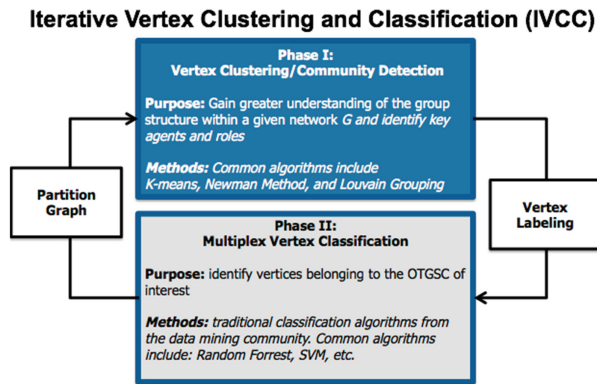 Iterative Vertex Clustering and Classification (IVCC)
Phase I:
Vertex Clustering/Community Detection
Purpose: Gain greater understanding of the group
structure within a given network G and identify key
agents and roles
Methods: Common algorithms include
K-means, Newman Method, and Louvain Grouping
Partition
Graph
Vertex
Labeling
Phase II:
Multiplex Vertex Classification
Purpose: identify vertices belonging to the OTGSC of
interest
Methods: traditional classification algorithms from
the data mining community. Common algorithms
include: Random Forrest, SVM, etc.